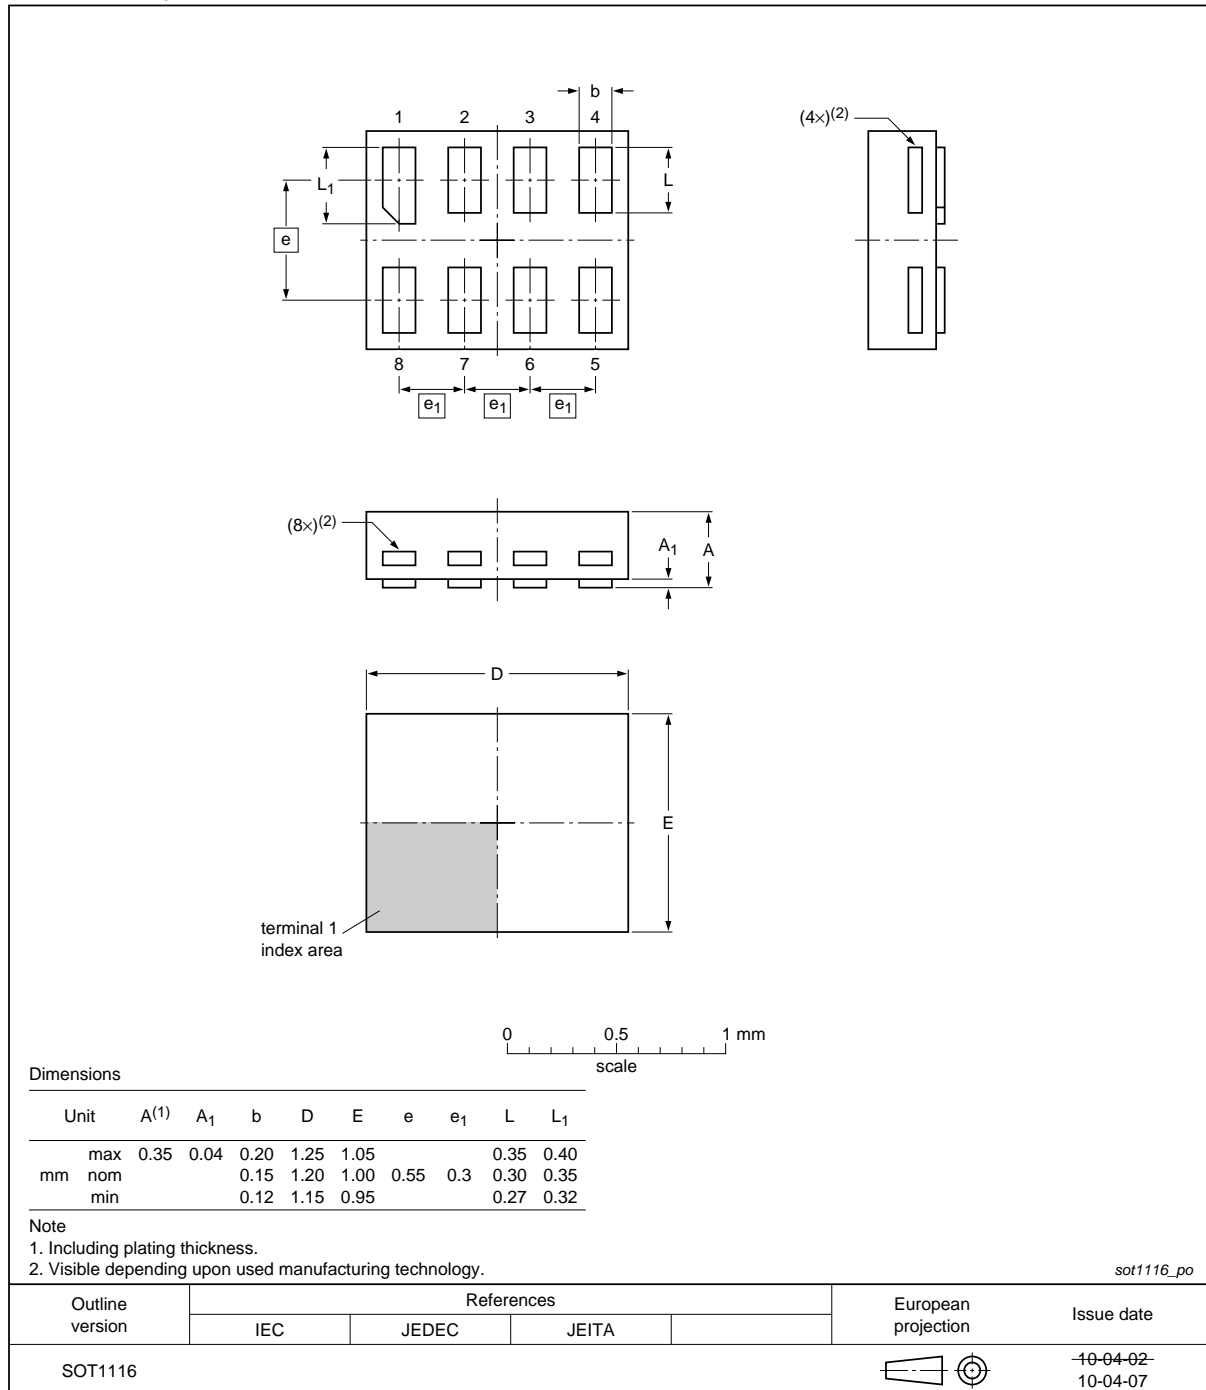 b
1 2 3 4
(4×)(2)
L1
L
e
8 7 6 5
e1 e1 e1
(8×)(2)
A1
A
D
E
terminal 1
index area
0 0.5 1 mm
scale
Dimensions
Unit A(1) A1 b D E e e1 L L1
max 0.35 0.04 0.20 1.25 1.05 0.35 0.40
mm nom 0.15 1.20 1.00 0.55 0.3 0.30 0.35
min 0.12 1.15 0.95 0.27 0.32
Note
1. Including plating thickness.
2. Visible depending upon used manufacturing technology.
sot1116_po
Outline version
References
European projection
Issue date
IEC JEDEC JEITA
SOT1116
10-04-02
10-04-07